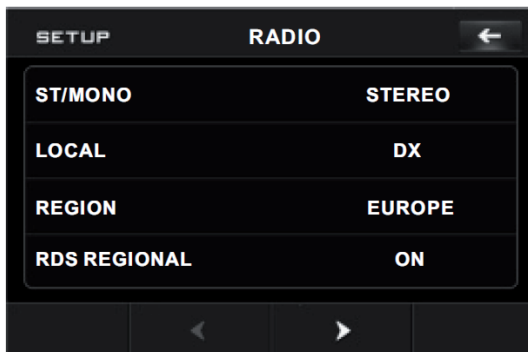 SETUP RADIO
ST/MONO STEREO
LOCAL DX
REGION EUROPE
RDS REGIONAL ON